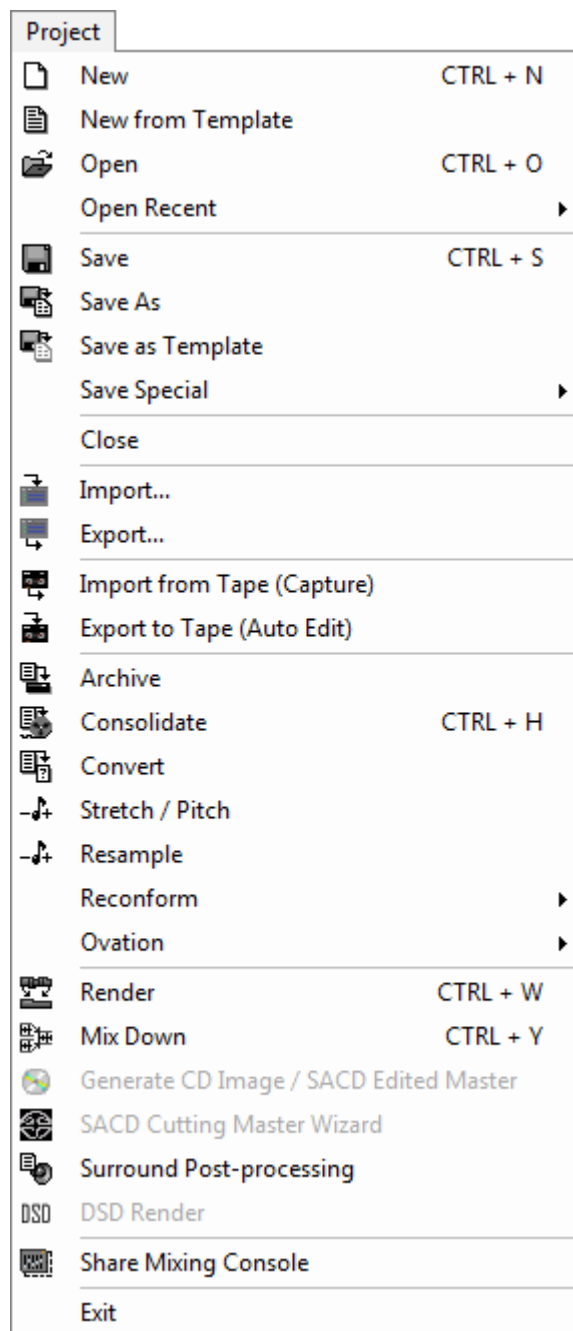 Project
New CTRL + N
New from Template
Open CTRL + O
Open Recent
Save CTRL + S
Save As
Save as Template
Save Special
Close
Import...
Export...
Import from Tape (Capture)
Export to Tape (Auto Edit)
Archive
Consolidate CTRL + H
Convert
Stretch / Pitch
Resample
Reconform
Ovation
Render CTRL + W
Mix Down CTRL + Y
Generate CD Image / SACD Edited Master
SACD Cutting Master Wizard
Surround Post-processing
DSD DSD Render
Share Mixing Console
Exit